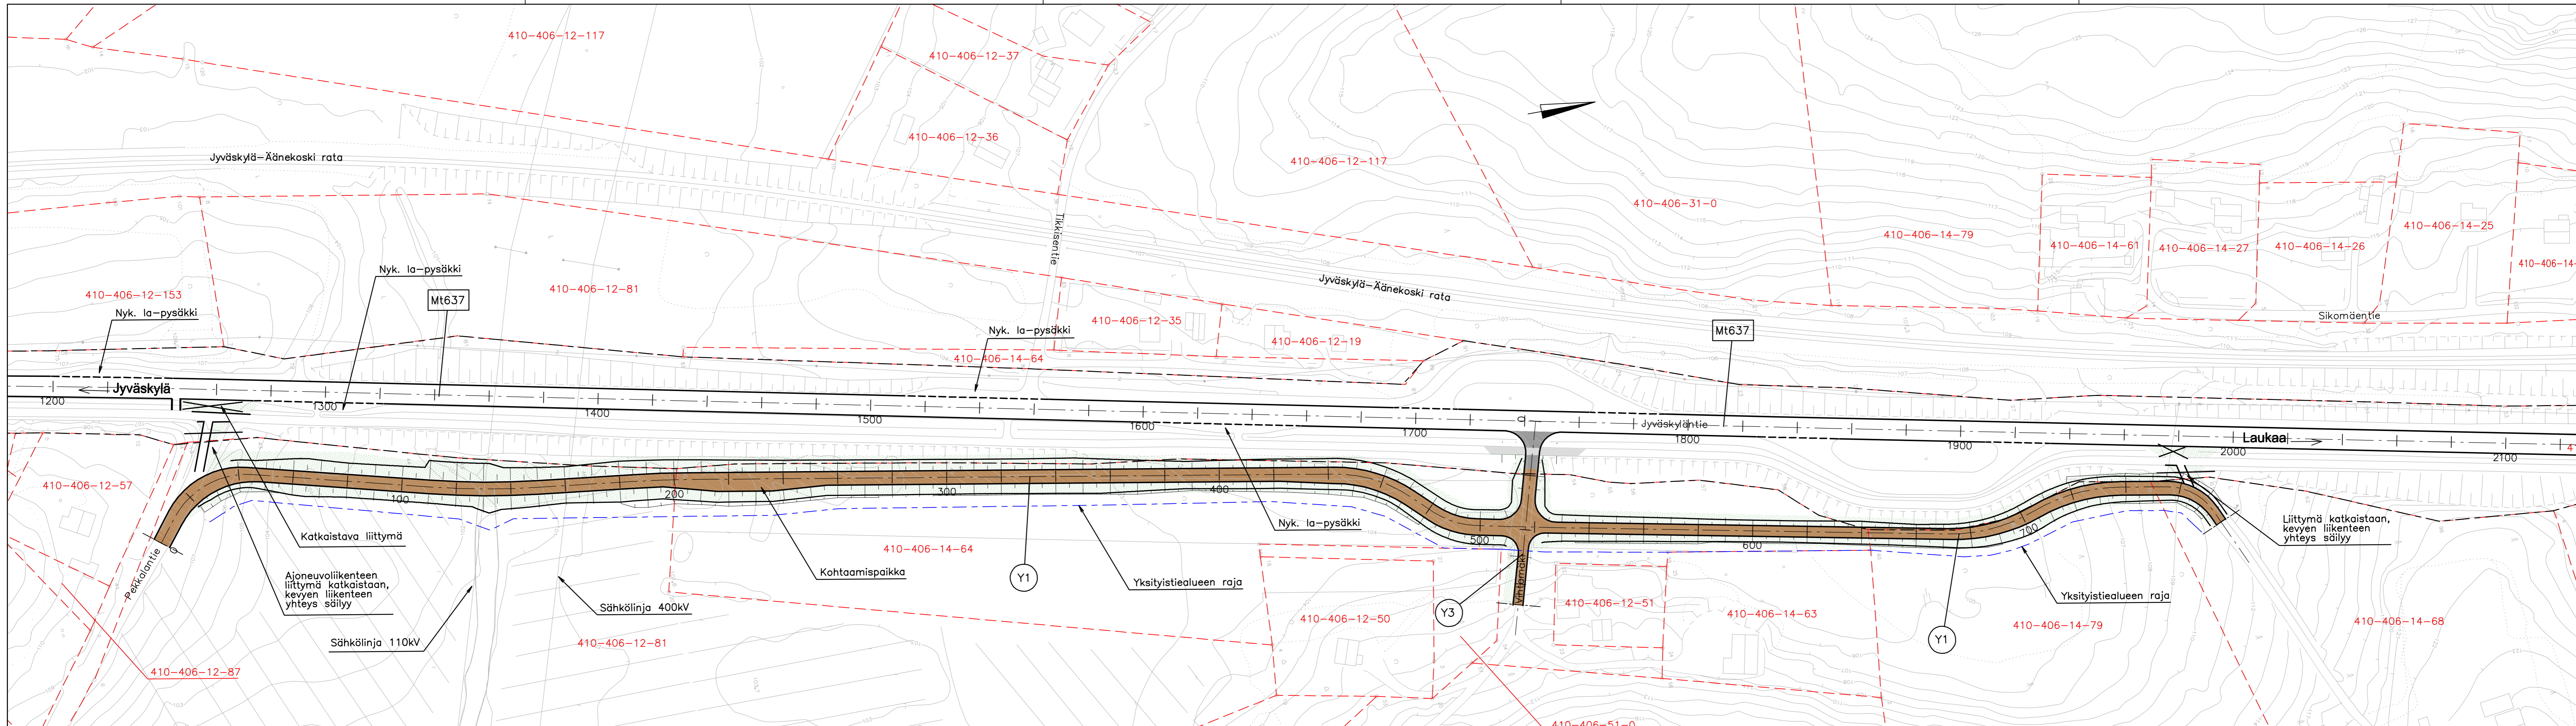 410-406-12-117
410-406-12-37
410-406-12-36
Jyväskylä-Äänekoski rata
410-406-12-117
Tikkisentie
410-406-31-0
410-406-14-79
410-406-14-61
410-406-14-27
410-406-14-26
410-406-14-25
410-406-14-
Nyk. la-pysäkki
Mt637
410-406-12-81
410-406-12-153
Nyk. la-pysäkki
Jyväskylä-Äänekoski rata
Sikomäentie
410-406-12-35
Nyk. la-pysäkki
410-406-12-19
410-406-14-64
Mt637
Jyväskylä
1200
1300
1400
1500
1600
1700
Jyväskyläntie
1800
1900
Laukaa
2000
2100
410-406-12-57
100
200
300
400
500
600
700
Katkaistava liittymä
Nyk. la-pysäkki
Liittymä katkaistaan,
kevyen liikenteen
yhteys säilyy
Pekkalantie
Ajoneuvoliikenteen
liittymä katkaistaan,
kevyen liikenteen
yhteys säilyy
410-406-14-64
Kohtaamispaikka
Y1
Yksityistiealueen raja
Sähkölinja 400kV
Sähkölinja 110kV
410-406-12-81
410-406-12-87
Y3
410-406-12-50
410-406-12-51
410-406-14-63
Yksityistiealueen raja
Y1
410-406-14-79
410-406-14-68
410-406-51-0